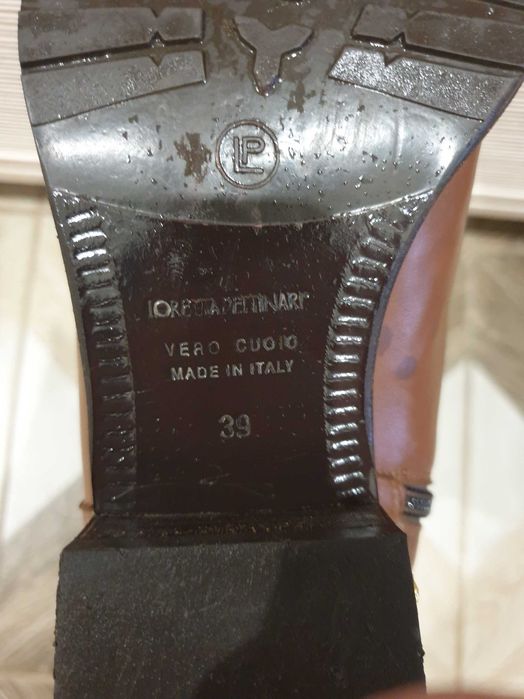 LP
LORETTA PETTINARI
VERO CUOIO
MADE IN ITALY
39